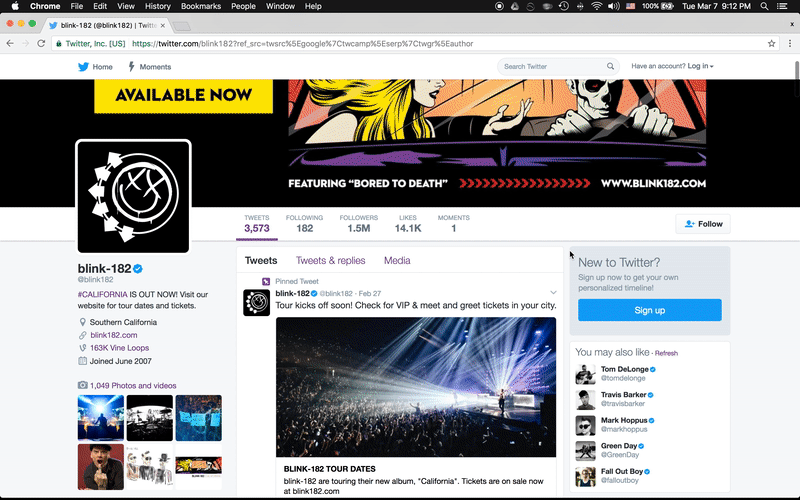 Chrome File Edit View History Bookmarks People Window Help
100% Tue Mar 7 9:12 PM
blink-182 (@blink182) | Twitte
Twitter, Inc. [US] https://twitter.com/blink182?ref_src=twsrc%5Egoogle%7Ctwcamp%5Eserp%7Ctwgr%5Eauthor
Home Moments Search Twitter Have an account? Log in
AVAILABLE NOW
FEATURING “BORED TO DEATH” WWW.BLINK182.COM
TWEETS FOLLOWING FOLLOWERS LIKES MOMENTS
3,573 182 1.5M 14.1K 1
Follow
blink-182
@blink182
#CALIFORNIA IS OUT NOW! Visit our
website for tour dates and tickets.
Southern California
blink182.com
163K Vine Loops
Joined June 2007
1,049 Photos and videos
Tweets Tweets & replies Media
Pinned Tweet
blink-182 @blink182 · Feb 27
Tour kicks off soon! Check for VIP & meet and greet tickets in your city.
BLINK-182 TOUR DATES
blink-182 are touring their new album, "California". Tickets are on sale now
at blink182.com
New to Twitter?
Sign up now to get your own
personalized timeline!
Sign up
You may also like · Refresh
Tom DeLonge
@tomdelonge
Travis Barker
@travisbarker
Mark Hoppus
@markhoppus
Green Day
@GreenDay
Fall Out Boy
@falloutboy